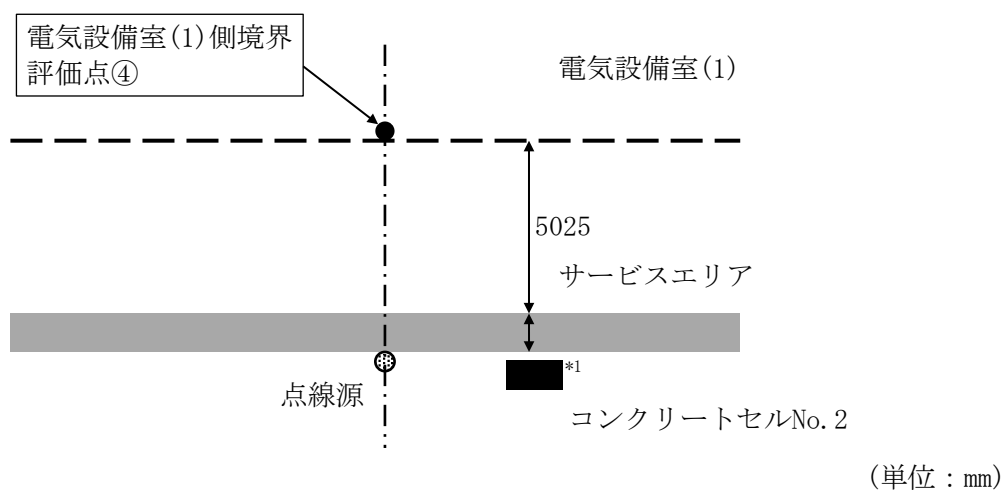 電気設備室(1)側境界
評価点④
電気設備室(1)
5025
サービスエリア
*1
点線源
コンクリートセルNo.2
(単位：mm)